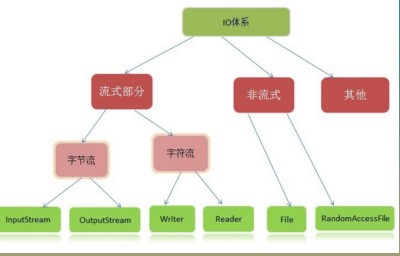 IO体系
流式部分
非流式
其他
字节流
字符流
InputStream
OutputStream
Writer
Reader
File
RandomAccessFile